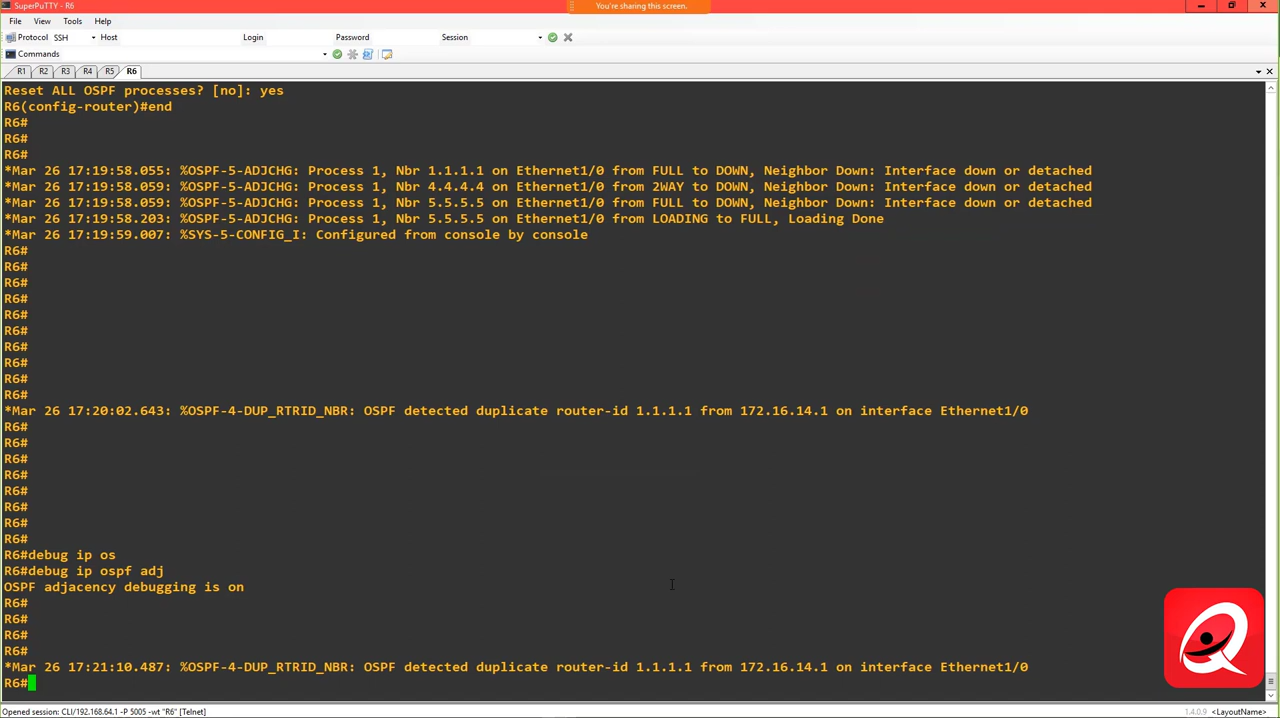 SuperPuTTY - R6
You're sharing this screen.
File View Tools Help
Protocol SSH Host Login Password Session
Commands
R1 R2 R3 R4 R5 R6
Reset ALL OSPF processes? [no]: yes
R6(config-router)#end
R6#
R6#
R6#
*Mar 26 17:19:58.055: %OSPF-5-ADJCHG: Process 1, Nbr 1.1.1.1 on Ethernet1/0 from FULL to DOWN, Neighbor Down: Interface down or detached
*Mar 26 17:19:58.059: %OSPF-5-ADJCHG: Process 1, Nbr 4.4.4.4 on Ethernet1/0 from 2WAY to DOWN, Neighbor Down: Interface down or detached
*Mar 26 17:19:58.059: %OSPF-5-ADJCHG: Process 1, Nbr 5.5.5.5 on Ethernet1/0 from FULL to DOWN, Neighbor Down: Interface down or detached
*Mar 26 17:19:58.203: %OSPF-5-ADJCHG: Process 1, Nbr 5.5.5.5 on Ethernet1/0 from LOADING to FULL, Loading Done
*Mar 26 17:19:59.007: %SYS-5-CONFIG_I: Configured from console by console
R6#
R6#
R6#
R6#
R6#
R6#
R6#
R6#
R6#
R6#
*Mar 26 17:20:02.643: %OSPF-4-DUP_RTRID_NBR: OSPF detected duplicate router-id 1.1.1.1 from 172.16.14.1 on interface Ethernet1/0
R6#
R6#
R6#
R6#
R6#
R6#
R6#
R6#
R6#debug ip os
R6#debug ip ospf adj
OSPF adjacency debugging is on
R6#
R6#
R6#
R6#
*Mar 26 17:21:10.487: %OSPF-4-DUP_RTRID_NBR: OSPF detected duplicate router-id 1.1.1.1 from 172.16.14.1 on interface Ethernet1/0
R6#
Opened session: CLI/192.168.64.1 -P 5005 -wt "R6" [Telnet]
1.4.0.9 <LayoutName>